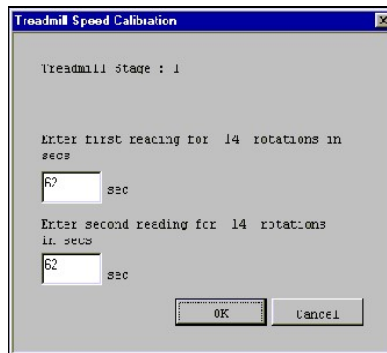 Treadmill Speed Calibration
Treadmill Stage : 1
Enter first reading for 14 rotations in
secs
62
sec
Enter second reading for 14 rotations
in secs
62
sec
OK
Cancel